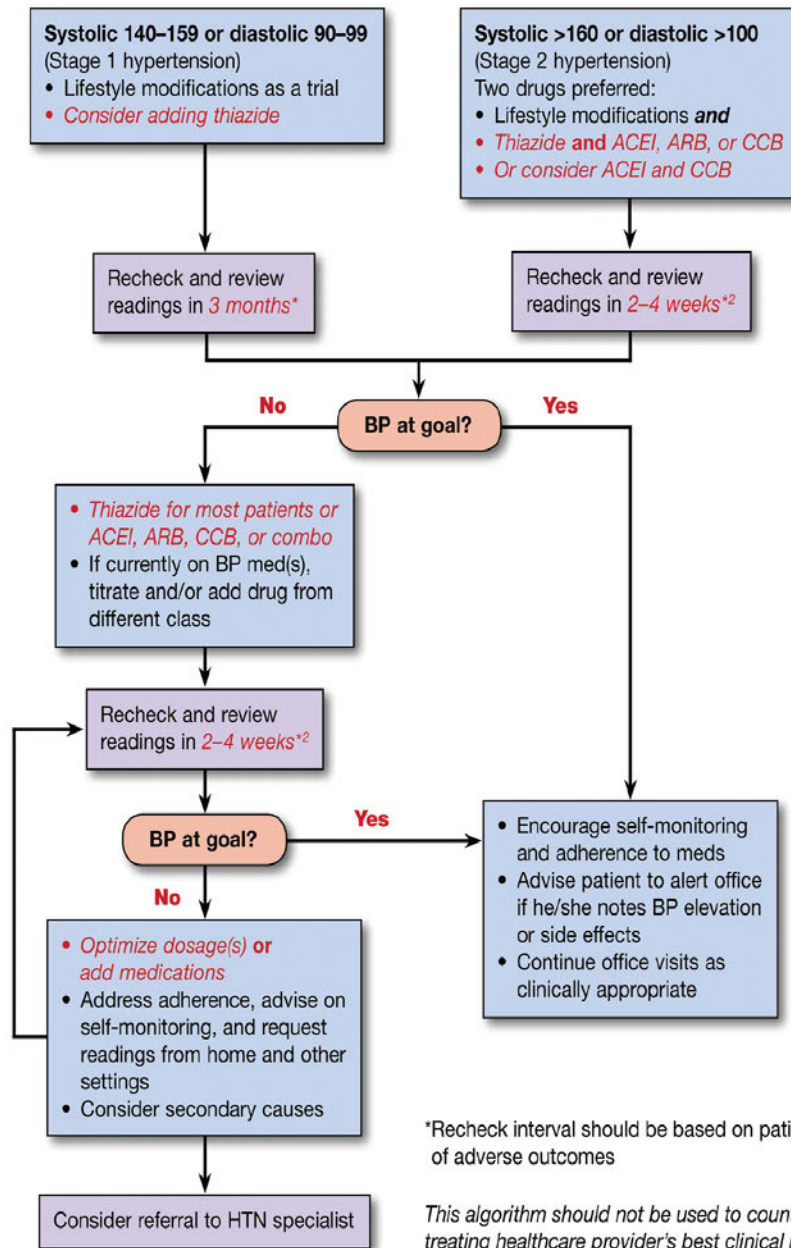 Systolic 140–159 or diastolic 90–99
(Stage 1 hypertension)
• Lifestyle modifications as a trial
• Consider adding thiazide
Systolic >160 or diastolic >100
(Stage 2 hypertension)
Two drugs preferred:
• Lifestyle modifications and
• Thiazide and ACEI, ARB, or CCB
• Or consider ACEI and CCB
Recheck and review
readings in 3 months*
Recheck and review
readings in 2–4 weeks*2
BP at goal?
No
Yes
• Thiazide for most patients or
ACEI, ARB, CCB, or combo
• If currently on BP med(s),
titrate and/or add drug from
different class
Recheck and review
readings in 2–4 weeks*2
BP at goal?
Yes
No
• Encourage self-monitoring
and adherence to meds
• Advise patient to alert office
if he/she notes BP elevation
or side effects
• Continue office visits as
clinically appropriate
• Optimize dosage(s) or
add medications
• Address adherence, advise on
self-monitoring, and request
readings from home and other
settings
• Consider secondary causes
Consider referral to HTN specialist
*Recheck interval should be based on
of adverse outcomes
This algorithm should not be used to
treating healthcare provider's best clinical